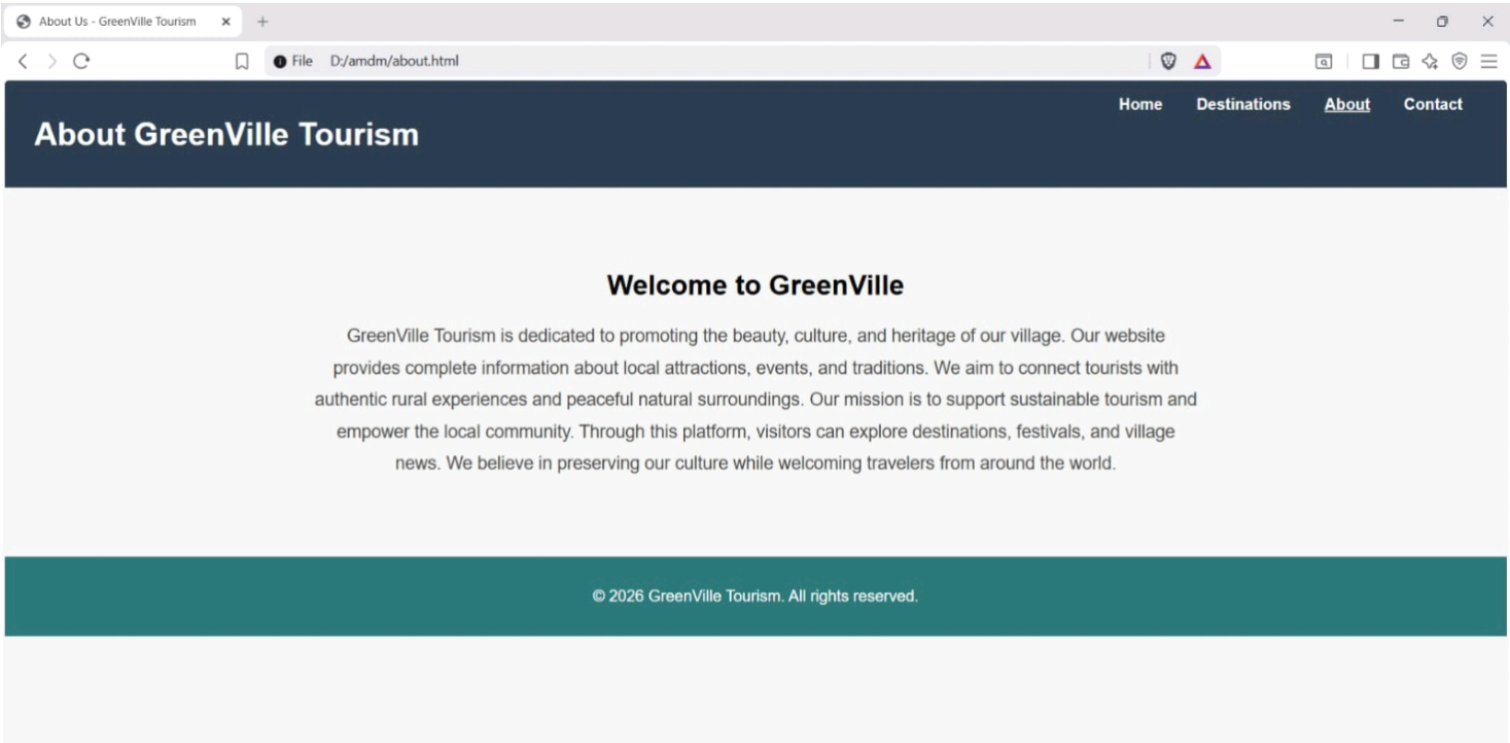 About Us - GreenVille Tourism
File D:/amdm/about.html
Home Destinations About Contact
About GreenVille Tourism
Welcome to GreenVille
GreenVille Tourism is dedicated to promoting the beauty, culture, and heritage of our village. Our website
provides complete information about local attractions, events, and traditions. We aim to connect tourists with
authentic rural experiences and peaceful natural surroundings. Our mission is to support sustainable tourism and
empower the local community. Through this platform, visitors can explore destinations, festivals, and village
news. We believe in preserving our culture while welcoming travelers from around the world.
© 2026 GreenVille Tourism. All rights reserved.